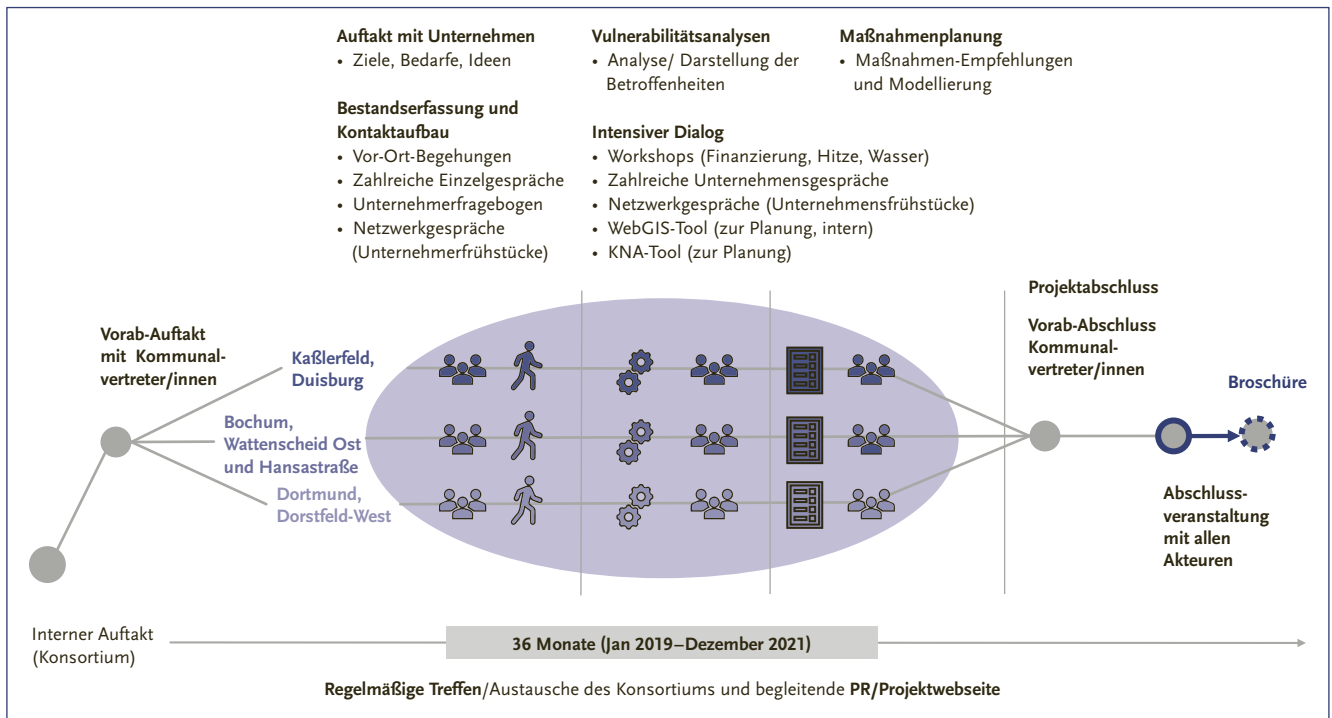 Auftakt mit Unternehmen
• Ziele, Bedarfe, Ideen
Bestandserfassung und
Kontaktaufbau
• Vor-Ort-Begehungen
• Zahlreiche Einzelgespräche
• Unternehmerfragebogen
• Netzwerkgespräche
(Unternehmerfrühstücke)
Vulnerabilitätsanalysen
• Analyse/ Darstellung der
Betroffenheiten
Intensiver Dialog
• Workshops (Finanzierung, Hitze, Wasser)
• Zahlreiche Unternehmensgespräche
• Netzwerkgespräche (Unternehmensfrühstücke)
• WebGIS-Tool (zur Planung, intern)
• KNA-Tool (zur Planung)
Maßnahmenplanung
• Maßnahmen-Empfehlungen
und Modellierung
Vorab-Auftakt
mit Kommunal-
vertreter/innen
Kaßlerfeld,
Duisburg
Bochum,
Wattenscheid Ost
und Hansastraße
Dortmund,
Dorstfeld-West
Projektabschluss
Vorab-Abschluss
Kommunal-
vertreter/innen
Broschüre
Abschluss-
veranstaltung
mit allen
Akteuren
Interner Auftakt
(Konsortium)
36 Monate (Jan 2019–Dezember 2021)
Regelmäßige Treffen/Austausche des Konsortiums und begleitende PR/Projektwebseite